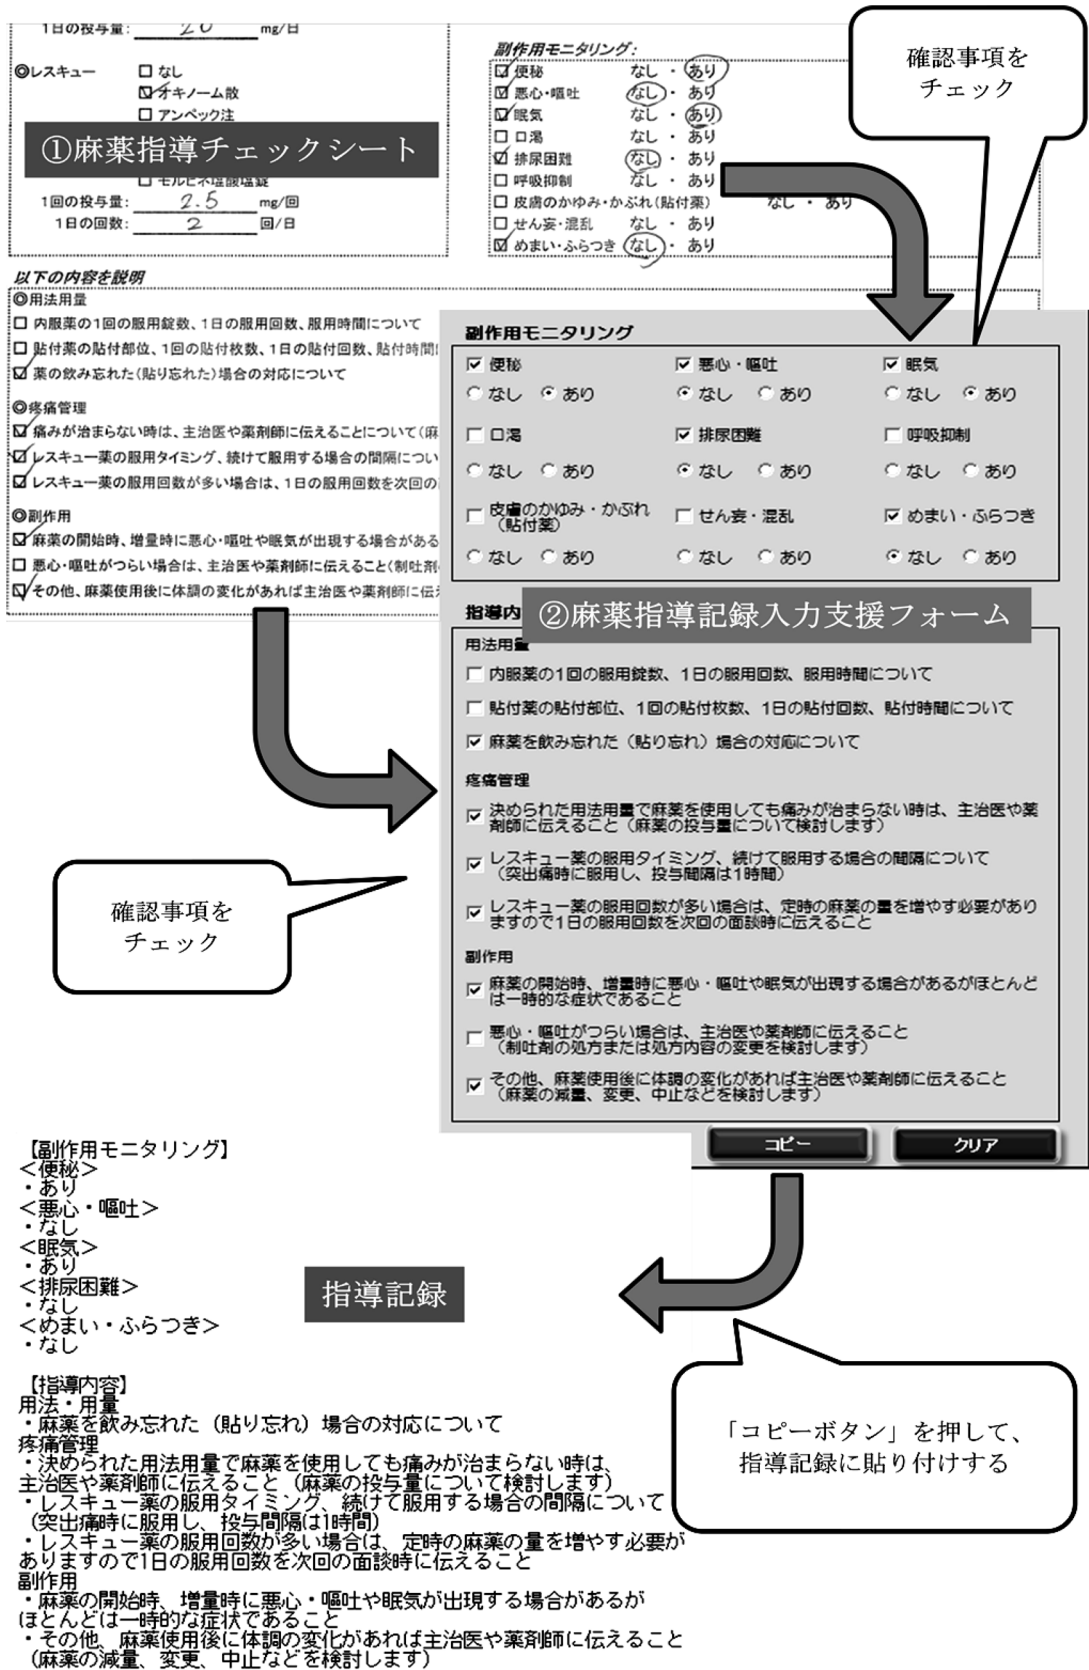 1日の投与量: 20 mg/日
◎レスキュー □ なし
☑ オキノーム散
□ アンペック注
①麻薬指導チェックシート
□ モルヒネ塩酸塩錠
1回の投与量: 2.5 mg/回
1日の回数: 2 回/日
副作用モニタリング:
☑ 便秘 なし ・ あり
☑ 悪心・嘔吐 なし ・ あり
☑ 眠気 なし ・ あり
□ 口渇 なし ・ あり
☑ 排尿困難 なし ・ あり
□ 呼吸抑制 なし ・ あり
□ 皮膚のかゆみ・かぶれ(貼付薬) なし ・ あり
□ せん妄・混乱 なし ・ あり
☑ めまい・ふらつき なし ・ あり
確認事項を
チェック
以下の内容を説明
◎用法用量
□ 内服薬の1回の服用錠数、1日の服用回数、服用時間について
□ 貼付薬の貼付部位、1回の貼付枚数、1日の貼付回数、貼付時間
☑ 薬の飲み忘れた(貼り忘れた)場合の対応について
◎疼痛管理
☑ 痛みが治まらない時は、主治医や薬剤師に伝えることについて(麻
☑ レスキュー薬の服用タイミング、続けて服用する場合の間隔につい
☑ レスキュー薬の服用回数が多い場合は、1日の服用回数を次回の
◎副作用
☑ 麻薬の開始時、増量時に悪心・嘔吐や眠気が出現する場合がある
□ 悪心・嘔吐がつらい場合は、主治医や薬剤師に伝えること(制吐剤
☑ その他、麻薬使用後に体調の変化があれば主治医や薬剤師に伝
副作用モニタリング
☑ 便秘 ☑ 悪心・嘔吐 ☑ 眠気
○ なし ◉ あり ◉ なし ○ あり ○ なし ◉ あり
□ 口渇 ☑ 排尿困難 □ 呼吸抑制
○ なし ○ あり ◉ なし ○ あり ○ なし ○ あり
□ 皮膚のかゆみ・かぶれ □ せん妄・混乱 ☑ めまい・ふらつき
(貼付薬)
○ なし ○ あり ○ なし ○ あり ◉ なし ○ あり
指導内
②麻薬指導記録入力支援フォーム
用法用量
□ 内服薬の1回の服用錠数、1日の服用回数、服用時間について
□ 貼付薬の貼付部位、1回の貼付枚数、1日の貼付回数、貼付時間について
☑ 麻薬を飲み忘れた(貼り忘れ)場合の対応について
疼痛管理
☑ 決められた用法用量で麻薬を使用しても痛みが治まらない時は、主治医や薬
剤師に伝えること(麻薬の投与量について検討します)
☑ レスキュー薬の服用タイミング、続けて服用する場合の間隔について
(突出痛時に服用し、投与間隔は1時間)
☑ レスキュー薬の服用回数が多い場合は、定時の麻薬の量を増やす必要があり
ますので1日の服用回数を次回の面談時に伝えること
副作用
☑ 麻薬の開始時、増量時に悪心・嘔吐や眠気が出現する場合があるがほとんど
は一時的な症状であること
□ 悪心・嘔吐がつらい場合は、主治医や薬剤師に伝えること
(制吐剤の処方または処方内容の変更を検討します)
☑ その他、麻薬使用後に体調の変化があれば主治医や薬剤師に伝えること
(麻薬の減量、変更、中止などを検討します)
コピー クリア
確認事項を
チェック
【副作用モニタリング】
<便秘>
・あり
<悪心・嘔吐>
・なし
<眠気>
・あり
<排尿困難>
・なし
<めまい・ふらつき>
・なし
指導記録
「コピーボタン」を押して、
指導記録に貼り付けする
【指導内容】
用法・用量
・麻薬を飲み忘れた(貼り忘れ)場合の対応について
疼痛管理
・決められた用法用量で麻薬を使用しても痛みが治まらない時は、
主治医や薬剤師に伝えること(麻薬の投与量について検討します)
・レスキュー薬の服用タイミング、続けて服用する場合の間隔について
(突出痛時に服用し、投与間隔は1時間)
・レスキュー薬の服用回数が多い場合は、定時の麻薬の量を増やす必要が
ありますので1日の服用回数を次回の面談時に伝えること
副作用
・麻薬の開始時、増量時に悪心・嘔吐や眠気が出現する場合があるが
ほとんどは一時的な症状であること
・その他、麻薬使用後に体調の変化があれば主治医や薬剤師に伝えること
(麻薬の減量、変更、中止などを検討します)